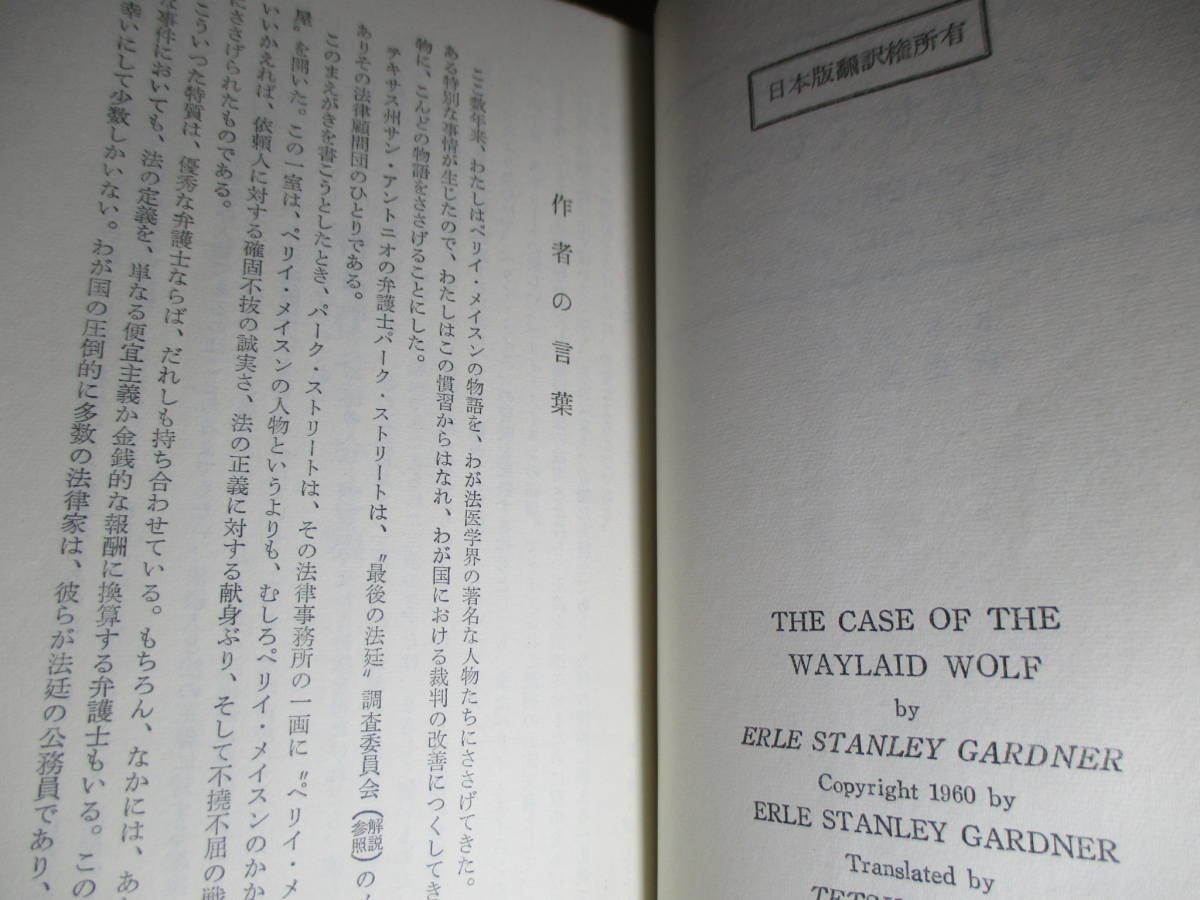 日本版翻訳権所有
THE CASE OF THE
WAYLAID WOLF
by
ERLE STANLEY GARDNER
Copyright 1960 by
ERLE STANLEY GARDNER
Translated by
作者の言葉
ここ数年来、わたしはペリイ・メイスンの物語を、わが法医学界の著名な人物たちにささげてきた。
ある特別な事情が生じたので、わたしはこの慣習からはなれ、わが国における裁判の改善につくしてき
物に、こんどの物語をささげることにした。
テキサス州サン・アントニオの弁護士パーク・ストリートは、〝最後の法廷〟調査委員会(解説参照)の
ありその法律顧問団のひとりである。
このまえがきを書こうとしたとき、パーク・ストリートは、その法律事務所の一画に〝ペリイ・メ
屋〟を開いた。この一室は、ペリイ・メイスンの人物というよりも、むしろペリイ・メイスンのかか
いいかえれば、依頼人に対する確固不抜の誠実さ、法の正義に対する献身ぶり、そして不撓不屈の戦
にささげられたものである。
こういった特質は、優秀な弁護士ならば、だれしも持ち合わせている。もちろん、なかには、あ
な事件においても、法の定義を、単なる便宜主義か金銭的な報酬に換算する弁護士もいる。この
幸いにして少数しかいない。わが国の圧倒的に多数の法律家は、彼らが法廷の公務員であり、